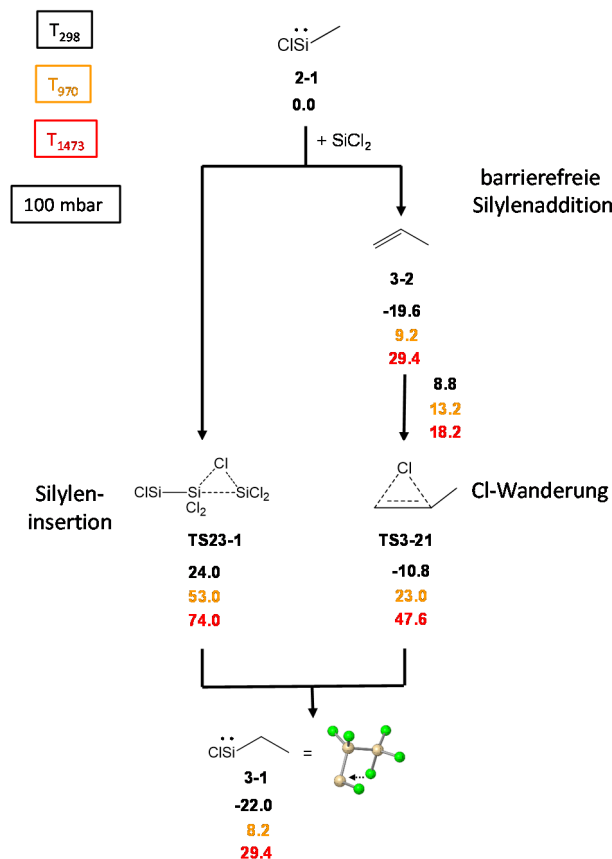 T298
T970
T1473
100 mbar
ClSi
2-1
0.0
+ SiCl2
barrierefreie
Silylenaddition
3-2
-19.6
9.2
29.4
8.8
13.2
18.2
Silylen-
insertion
Cl
ClSi Si SiCl2
Cl2
TS23-1
24.0
53.0
74.0
Cl
Cl-Wanderung
TS3-21
-10.8
23.0
47.6
ClSi =
3-1
-22.0
8.2
29.4